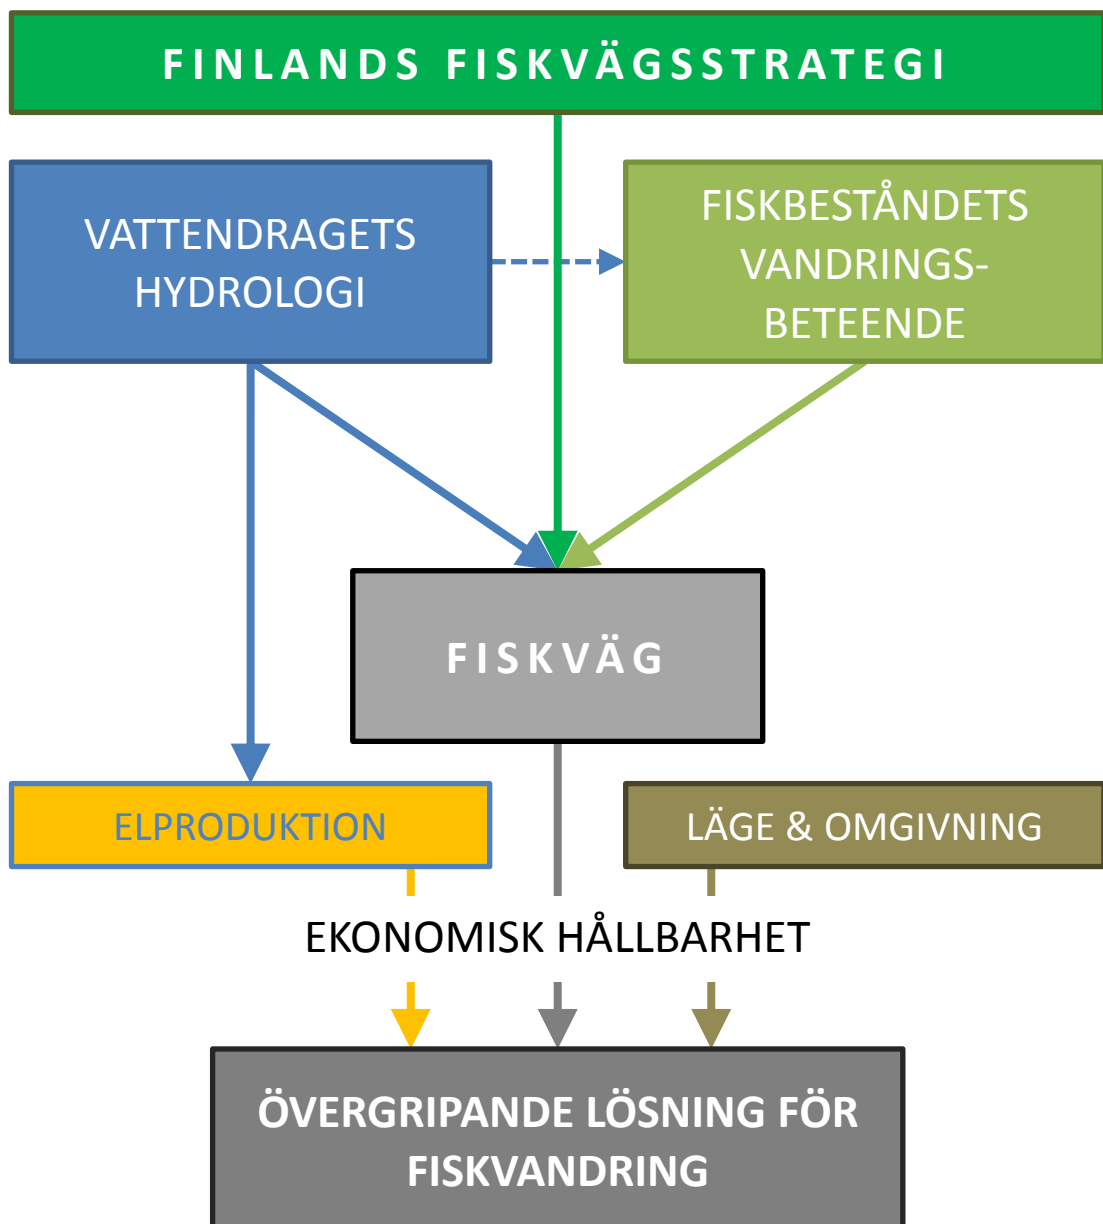 FINLANDS FISKVÄGSSTRATEGI
VATTENDRAGETS
HYDROLOGI
FISKBESTÅNDETS
VANDRINGS-
BETEENDE
FISKVÄG
ELPRODUKTION
LÄGE & OMGIVNING
EKONOMISK HÅLLBARHET
ÖVERGRIPANDE LÖSNING FÖR
FISKVANDRING